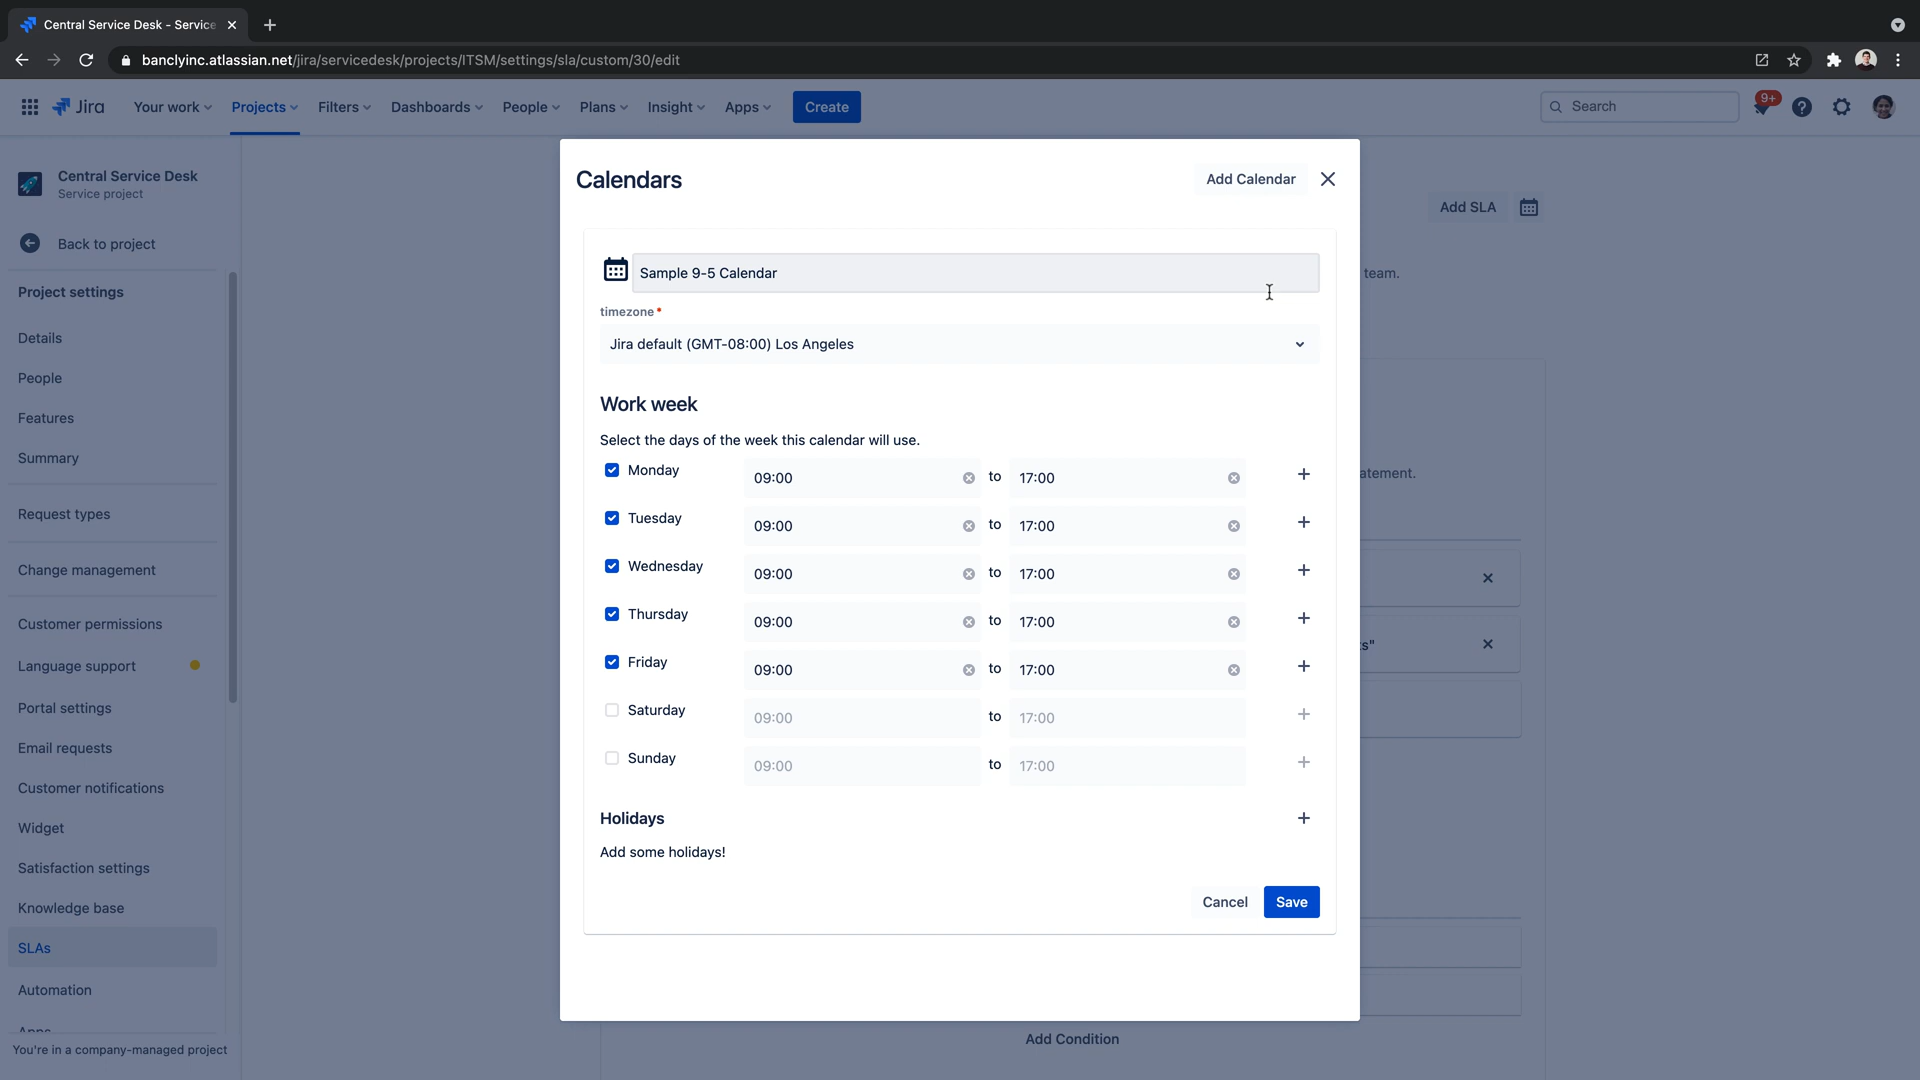 Central Service Desk - Service
banclyinc.atlassian.net/jira/servicedesk/projects/ITSM/settings/sla/custom/30/edit
Jira Your work Projects Filters Dashboards People Plans Insight Apps Create Search 9+
Central Service Desk
Service project
Back to project
Project settings
Details
People
Features
Summary
Request types
Change management
Customer permissions
Language support
Portal settings
Email requests
Customer notifications
Widget
Satisfaction settings
Knowledge base
SLAs
Automation
Apps
You're in a company-managed project
Add SLA
team.
atement.
s"
Calendars Add Calendar
Sample 9-5 Calendar
timezone *
Jira default (GMT-08:00) Los Angeles
Work week
Select the days of the week this calendar will use.
Monday 09:00 to 17:00 +
Tuesday 09:00 to 17:00 +
Wednesday 09:00 to 17:00 +
Thursday 09:00 to 17:00 +
Friday 09:00 to 17:00 +
Saturday 09:00 to 17:00 +
Sunday 09:00 to 17:00 +
Holidays +
Add some holidays!
Cancel Save
Add Condition